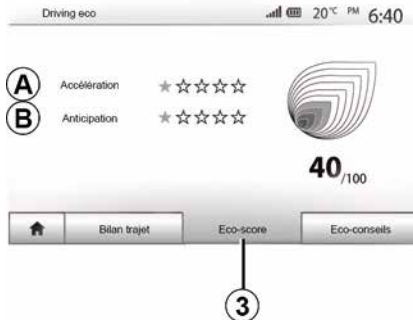 Driving eco 20°C PM 6:40
A Accélération
B Anticipation
40/100
Bilan trajet Eco-score Eco-conseils
3